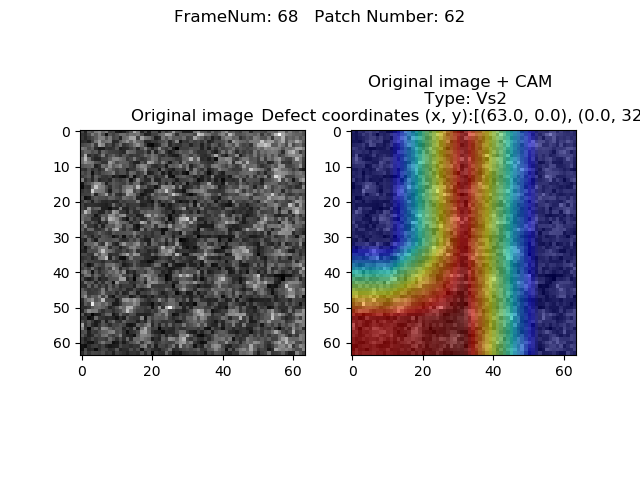 FrameNum: 68   Patch Number: 62
Original image
Original image + CAM
Type: Vs2
Defect coordinates (x, y):[(63.0, 0.0), (0.0, 32
0
10
20
30
40
50
60
0 20 40 60
0
10
20
30
40
50
60
0 20 40 60